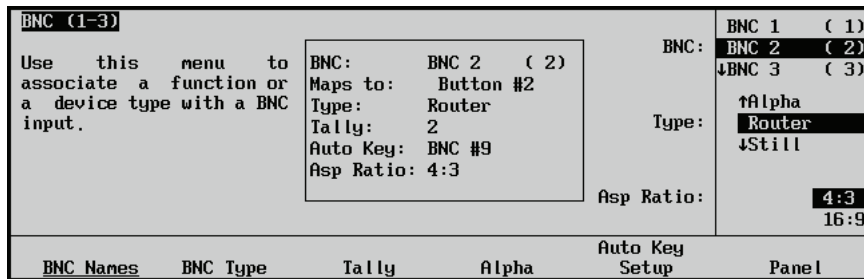 BNC (1-3)
Use this menu to
associate a function or
a device type with a BNC
input.
BNC: BNC 2 ( 2)
Maps to: Button #2
Type: Router
Tally: 2
Auto Key: BNC #9
Asp Ratio: 4:3
BNC:
BNC 1 ( 1)
BNC 2 ( 2)
↓BNC 3 ( 3)
Type:
↑Alpha
Router
↓Still
Asp Ratio:
4:3
16:9
BNC Names
BNC Type
Tally
Alpha
Auto Key
Setup
Panel